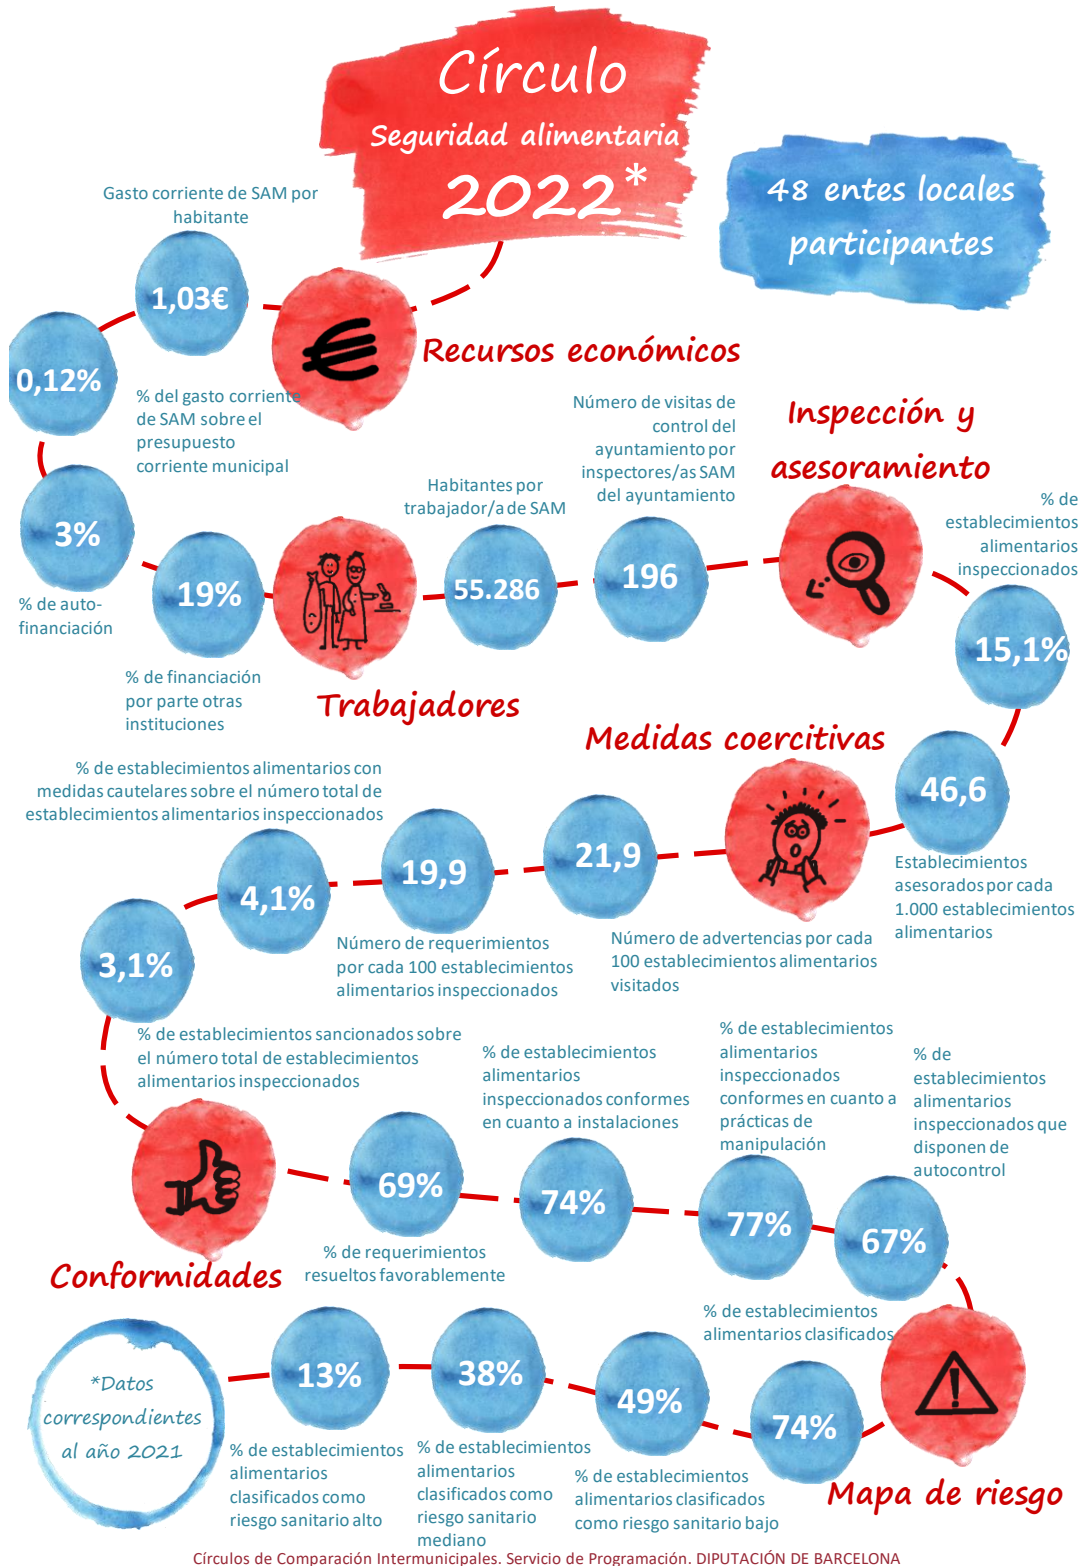 Círculo
Seguridad alimentaria
2022*
48 entes locales
participantes
Gasto corriente de SAM por
habitante
1,03€
Recursos económicos
0,12%
% del gasto corriente
de SAM sobre el
presupuesto
corriente municipal
3%
% de auto-
financiación
19%
% de financiación
por parte otras
instituciones
Trabajadores
Habitantes por
trabajador/a de SAM
55.286
Número de visitas de
control del
ayuntamiento por
inspectores/as SAM
del ayuntamiento
196
Inspección y
asesoramiento
% de
establecimientos
alimentarios
inspeccionados
15,1%
46,6
Establecimientos
asesorados por cada
1.000 establecimientos
alimentarios
Medidas coercitivas
21,9
Número de advertencias por cada
100 establecimientos alimentarios
visitados
19,9
Número de requerimientos
por cada 100 establecimientos
alimentarios inspeccionados
% de establecimientos alimentarios con
medidas cautelares sobre el número total de
establecimientos alimentarios inspeccionados
4,1%
3,1%
% de establecimientos sancionados sobre
el número total de establecimientos
alimentarios inspeccionados
Conformidades
69%
% de requerimientos
resueltos favorablemente
% de establecimientos
alimentarios
inspeccionados conformes
en cuanto a instalaciones
74%
% de establecimientos
alimentarios
inspeccionados
conformes en cuanto a
prácticas de
manipulación
77%
% de
establecimientos
alimentarios
inspeccionados que
disponen de
autocontrol
67%
Mapa de riesgo
% de establecimientos
alimentarios clasificados
74%
49%
% de establecimientos
alimentarios clasificados
como riesgo sanitario bajo
38%
% de establecimientos
alimentarios
clasificados como
riesgo sanitario
mediano
13%
% de establecimientos
alimentarios
clasificados como
riesgo sanitario alto
*Datos
correspondientes
al año 2021
Círculos de Comparación Intermunicipales. Servicio de Programación. DIPUTACIÓN DE BARCELONA